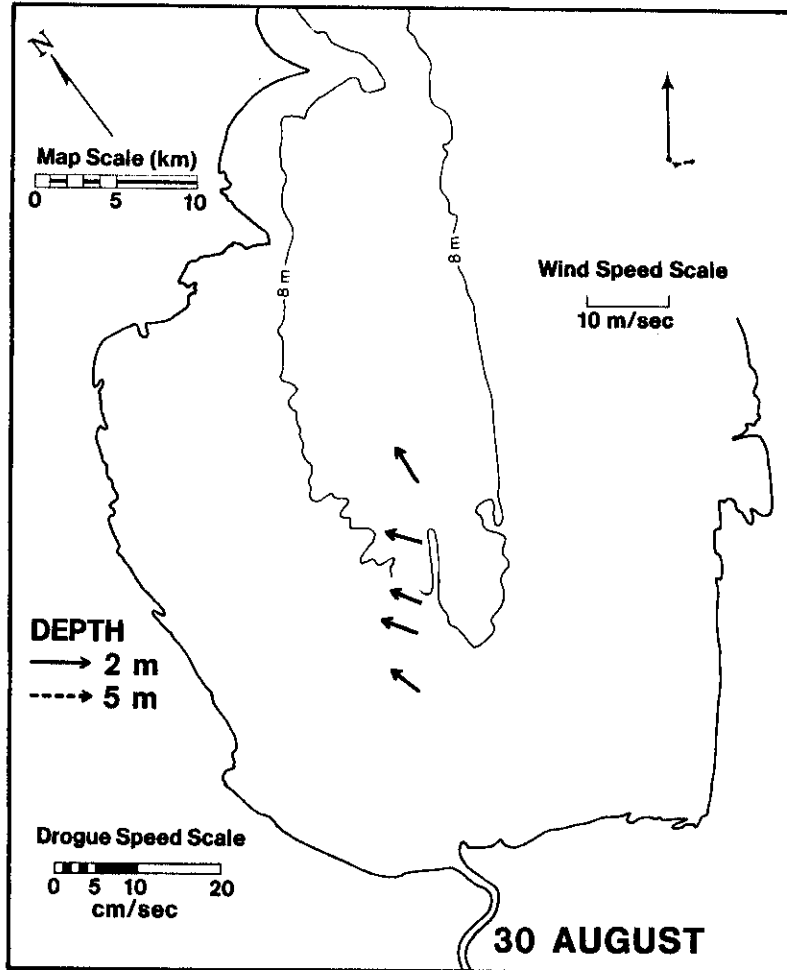 N
Map Scale (km)
0 5 10
8 E
8 E
Wind Speed Scale
10 m/sec
DEPTH
2 m
5 m
Drogue Speed Scale
0 5 10 20
cm/sec
30 AUGUST